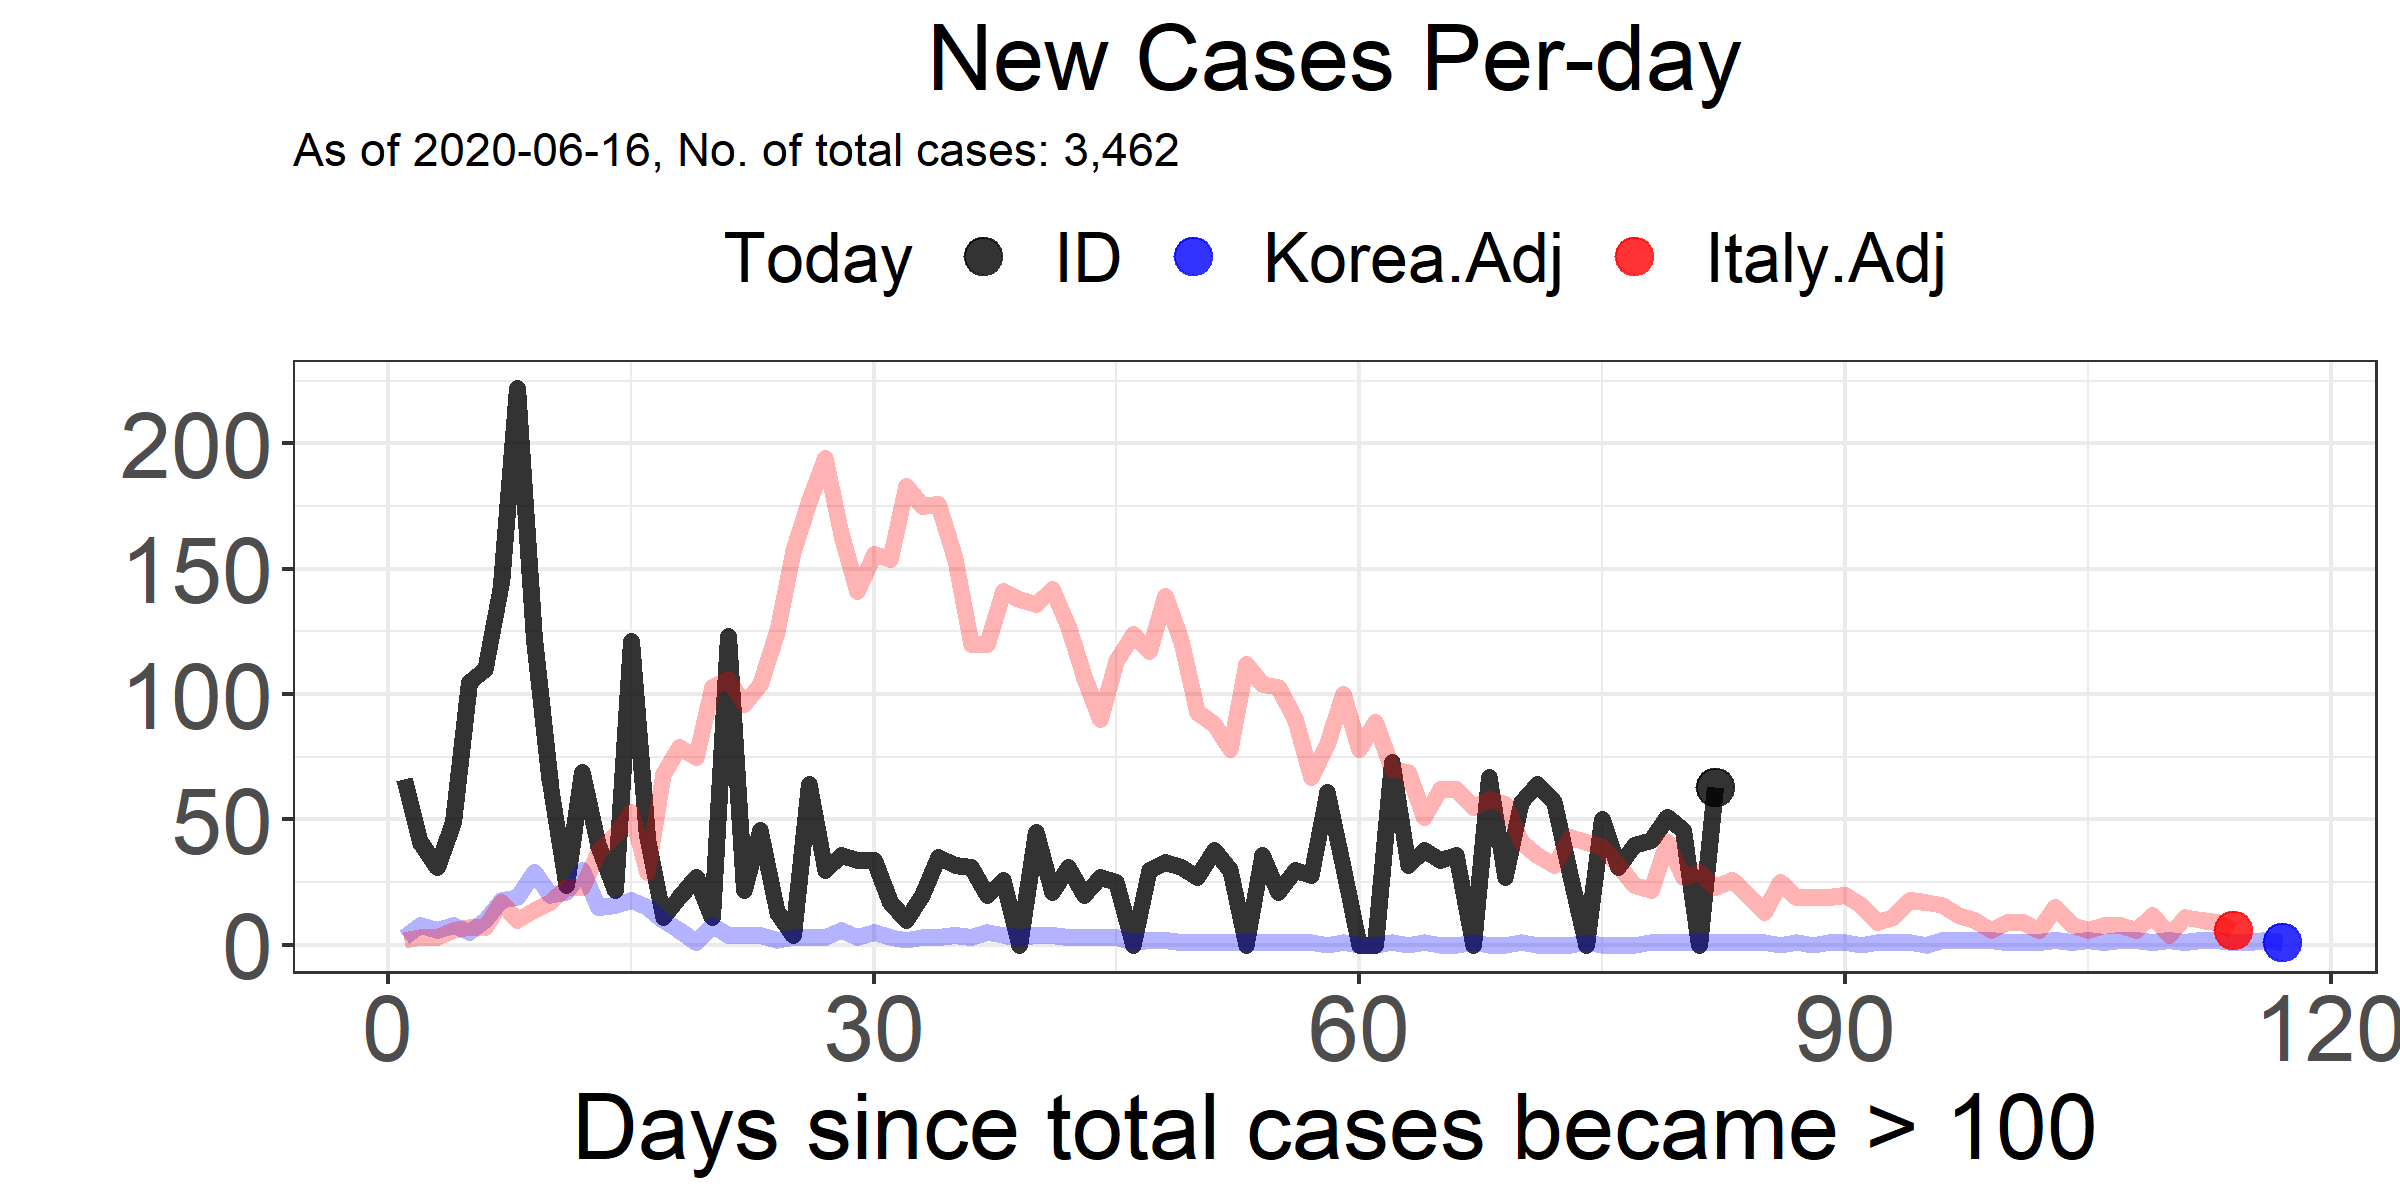 New Cases Per-day
As of 2020-06-16, No. of total cases: 3,462
Today ID Korea.Adj Italy.Adj
200
150
100
50
0
0 30 60 90 120
Days since total cases became > 100